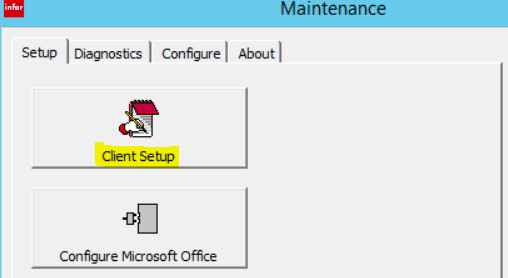 infor
Maintenance
Setup Diagnostics Configure About
Client Setup
Configure Microsoft Office